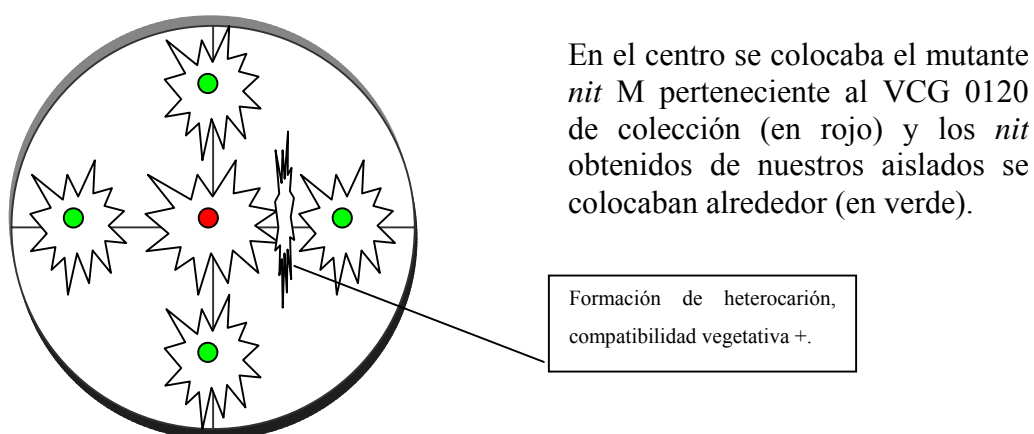 En el centro se colocaba el mutante
nit M perteneciente al VCG 0120
de colección (en rojo) y los nit
obtenidos de nuestros aislados se
colocaban alrededor (en verde).
Formación de heterocarión,
compatibilidad vegetativa +.